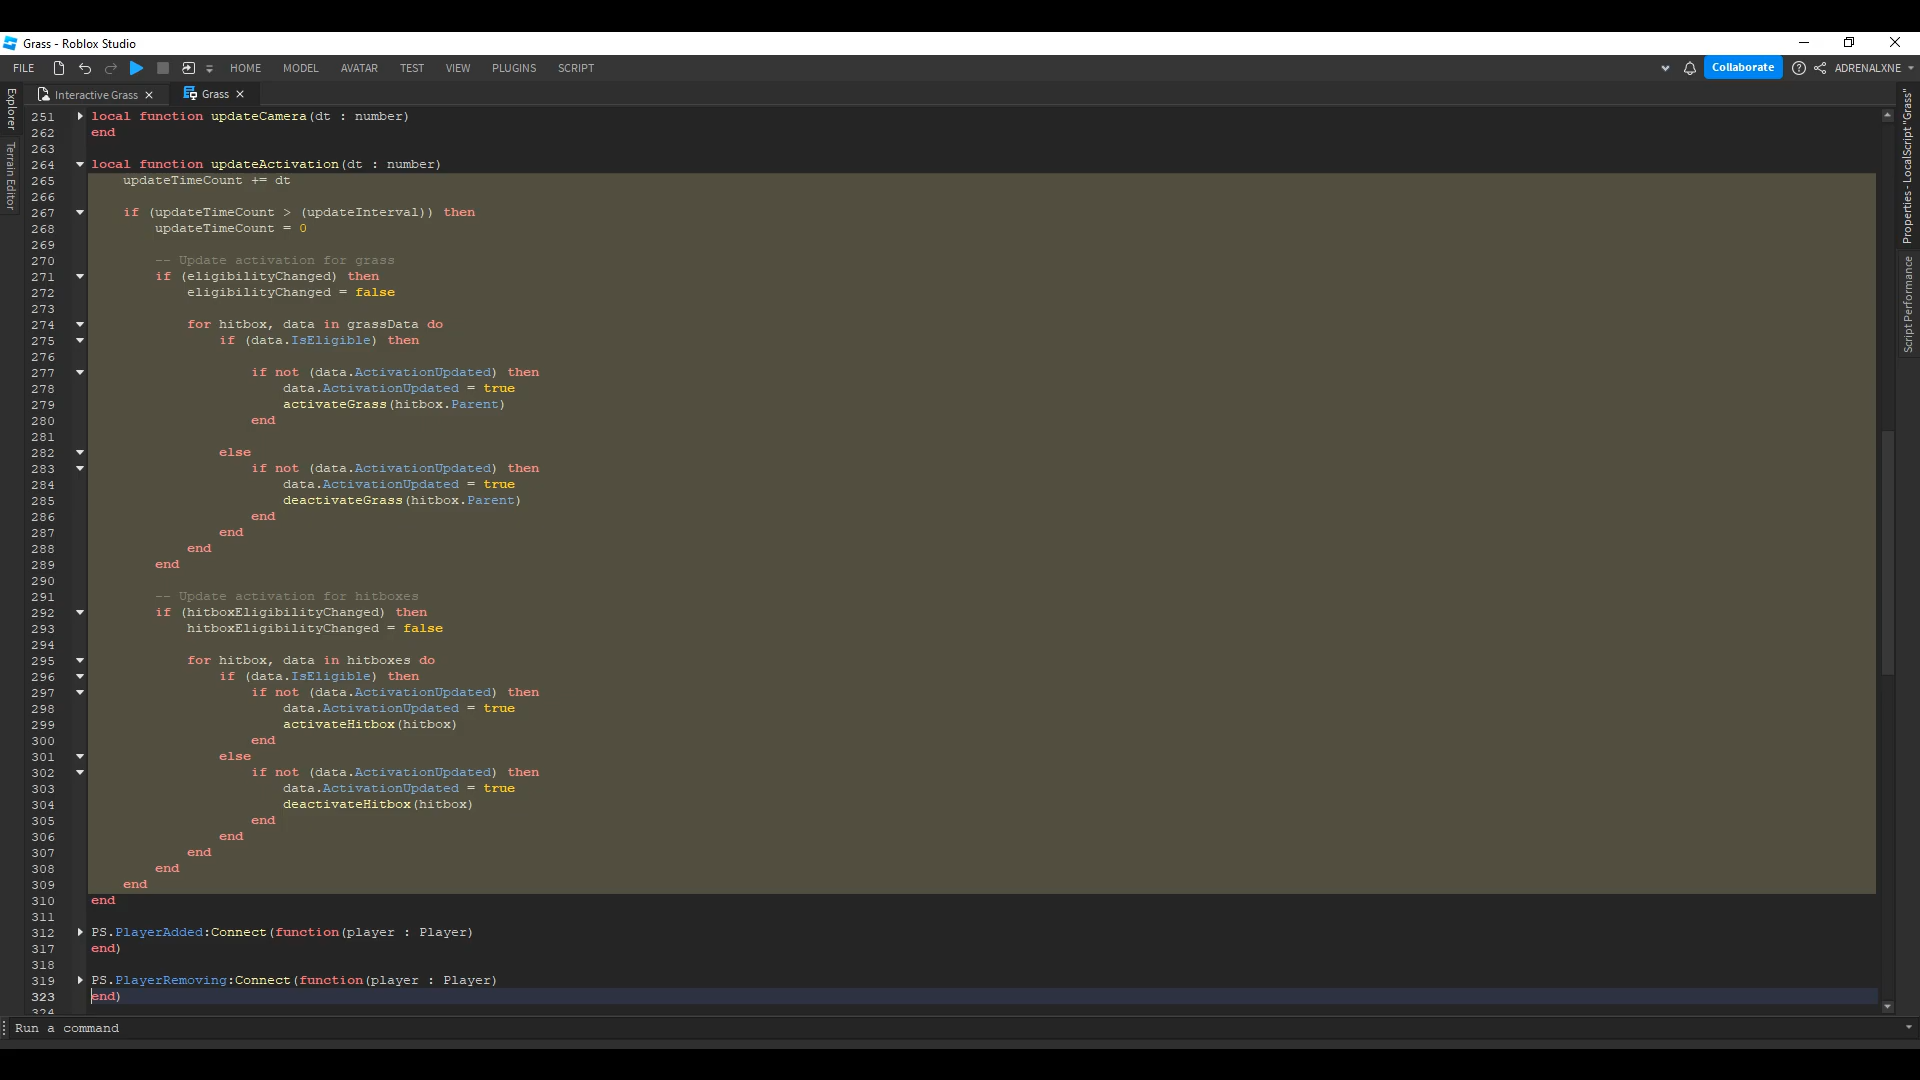 Grass - Roblox Studio
FILE HOME MODEL AVATAR TEST VIEW PLUGINS SCRIPT Collaborate ADRENALXNE
Interactive Grass Grass
Explorer
Terrain Editor
251 local function updateCamera(dt : number)
262 end
263
264 local function updateActivation(dt : number)
265 updateTimeCount += dt
266
267 if (updateTimeCount > (updateInterval)) then
268 updateTimeCount = 0
269
270 -- Update activation for grass
271 if (eligibilityChanged) then
272 eligibilityChanged = false
273
274 for hitbox, data in grassData do
275 if (data.IsEligible) then
276
277 if not (data.ActivationUpdated) then
278 data.ActivationUpdated = true
279 activateGrass(hitbox.Parent)
280 end
281
282 else
283 if not (data.ActivationUpdated) then
284 data.ActivationUpdated = true
285 deactivateGrass(hitbox.Parent)
286 end
287 end
288 end
289 end
290
291 -- Update activation for hitboxes
292 if (hitboxEligibilityChanged) then
293 hitboxEligibilityChanged = false
294
295 for hitbox, data in hitboxes do
296 if (data.IsEligible) then
297 if not (data.ActivationUpdated) then
298 data.ActivationUpdated = true
299 activateHitbox(hitbox)
300 end
301 else
302 if not (data.ActivationUpdated) then
303 data.ActivationUpdated = true
304 deactivateHitbox(hitbox)
305 end
306 end
307 end
308 end
309 end
310 end
311
312 PS.PlayerAdded:Connect(function(player : Player)
317 end)
318
319 PS.PlayerRemoving:Connect(function(player : Player)
323 end)
324
Properties - LocalScript "Grass"
Script Performance
Run a command